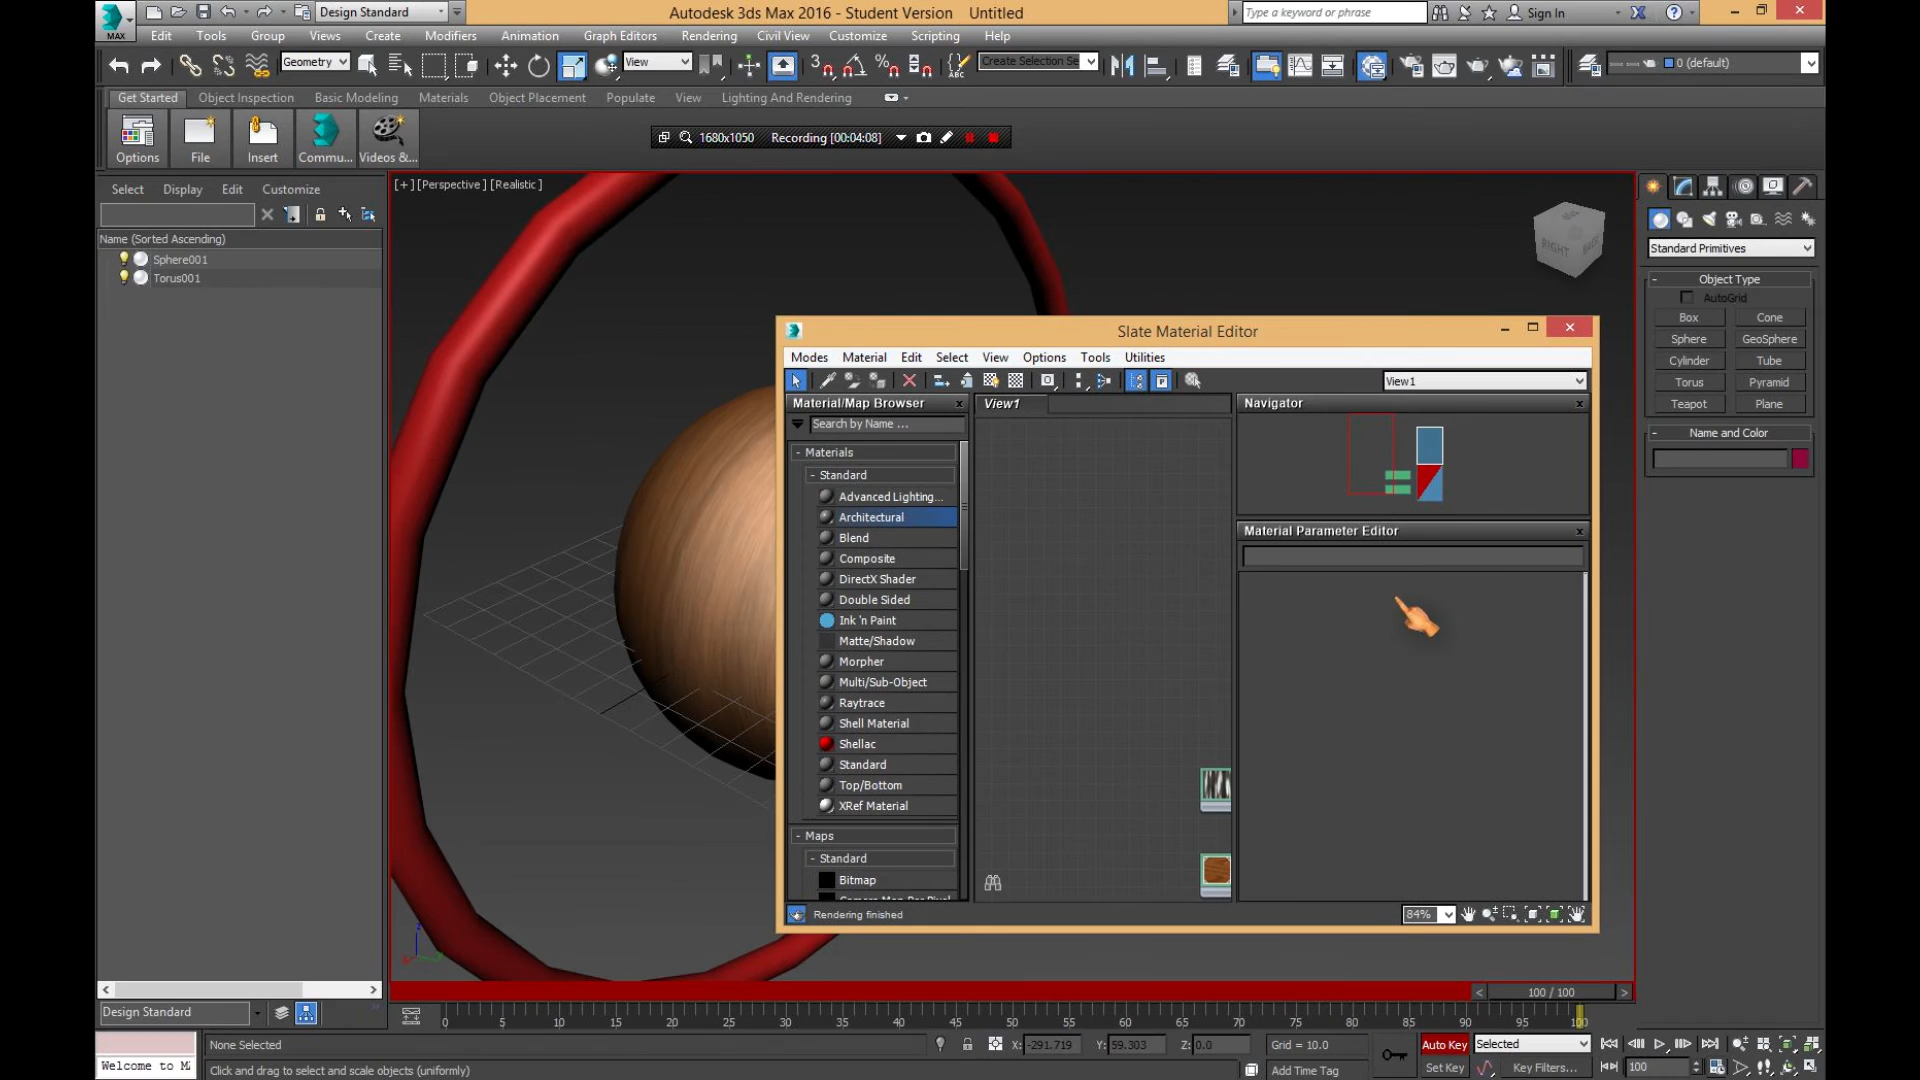 Design Standard
Autodesk 3ds Max 2016 - Student Version Untitled
Type a keyword or phrase
Sign In
MAX
Edit Tools Group Views Create Modifiers Animation Graph Editors Rendering Civil View Customize Scripting Help
Geometry
View
Create Selection Se
0 (default)
Get Started Object Inspection Basic Modeling Materials Object Placement Populate View Lighting And Rendering
Options File Insert Commu... Videos &...
1680x1050 Recording [00:04:08]
Select Display Edit Customize
Name (Sorted Ascending)
Sphere001
Torus001
[+] [Perspective] [Realistic]
RIGHT
Standard Primitives
Object Type
AutoGrid
Box Cone
Sphere GeoSphere
Cylinder Tube
Torus Pyramid
Teapot Plane
Name and Color
Slate Material Editor
Modes Material Edit Select View Options Tools Utilities
View1
Material/Map Browser
Search by Name ...
Materials
Standard
Advanced Lighting...
Architectural
Blend
Composite
DirectX Shader
Double Sided
Ink 'n Paint
Matte/Shadow
Morpher
Multi/Sub-Object
Raytrace
Shell Material
Shellac
Standard
Top/Bottom
XRef Material
Maps
Standard
Bitmap
View1
Navigator
Material Parameter Editor
Rendering finished
84%
100 / 100
Design Standard
0 5 10 15 20 25 30 35 40 45 50 55 60 65 70 75 80 85 90 95 100
None Selected
X: -291.719 Y: 59.303 Z: 0.0
Grid = 10.0
Auto Key
Selected
Welcome to M
Click and drag to select and scale objects (uniformly)
Add Time Tag
Set Key
Key Filters...
100